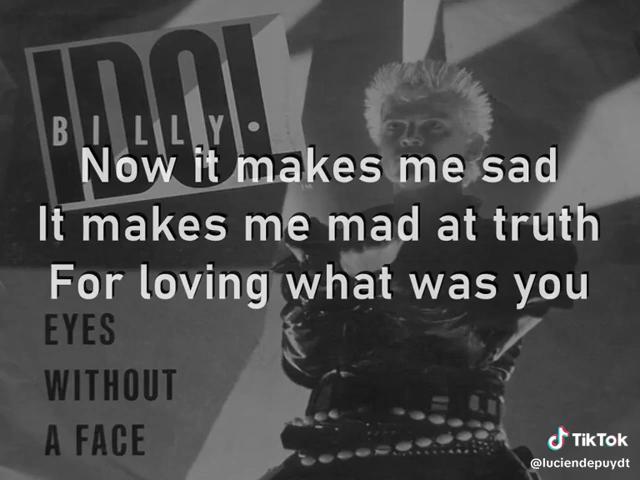 IDOL
BILLY
Now it makes me sad
It makes me mad at truth
For loving what was you
EYES
WITHOUT
A FACE
TikTok
@luciendepuydt